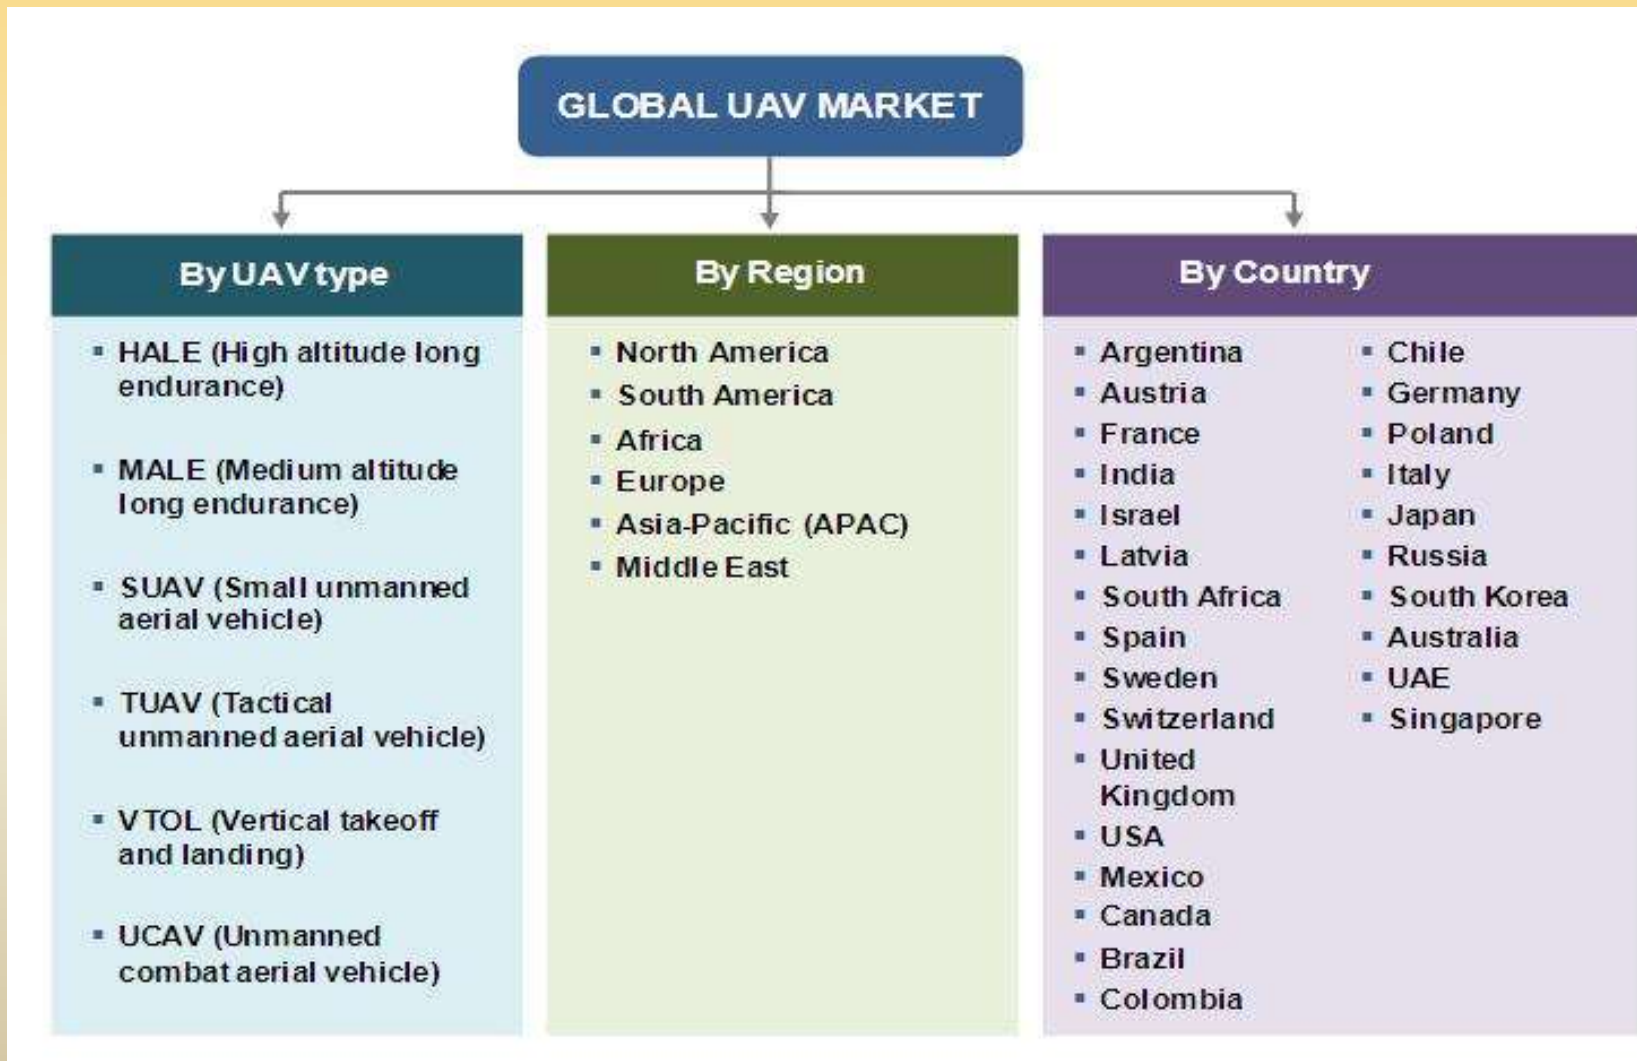 GLOBAL UAV MARKET
By UAV type
▪ HALE (High altitude long
endurance)
▪ MALE (Medium altitude
long endurance)
▪ SUAV (Small unmanned
aerial vehicle)
▪ TUAV (Tactical
unmanned aerial vehicle)
▪ VTOL (Vertical takeoff
and landing)
▪ UCAV (Unmanned
combat aerial vehicle)
By Region
▪ North America
▪ South America
▪ Africa
▪ Europe
▪ Asia-Pacific (APAC)
▪ Middle East
By Country
▪ Argentina
▪ Austria
▪ France
▪ India
▪ Israel
▪ Latvia
▪ South Africa
▪ Spain
▪ Sweden
▪ Switzerland
▪ United
Kingdom
▪ USA
▪ Mexico
▪ Canada
▪ Brazil
▪ Colombia
▪ Chile
▪ Germany
▪ Poland
▪ Italy
▪ Japan
▪ Russia
▪ South Korea
▪ Australia
▪ UAE
▪ Singapore